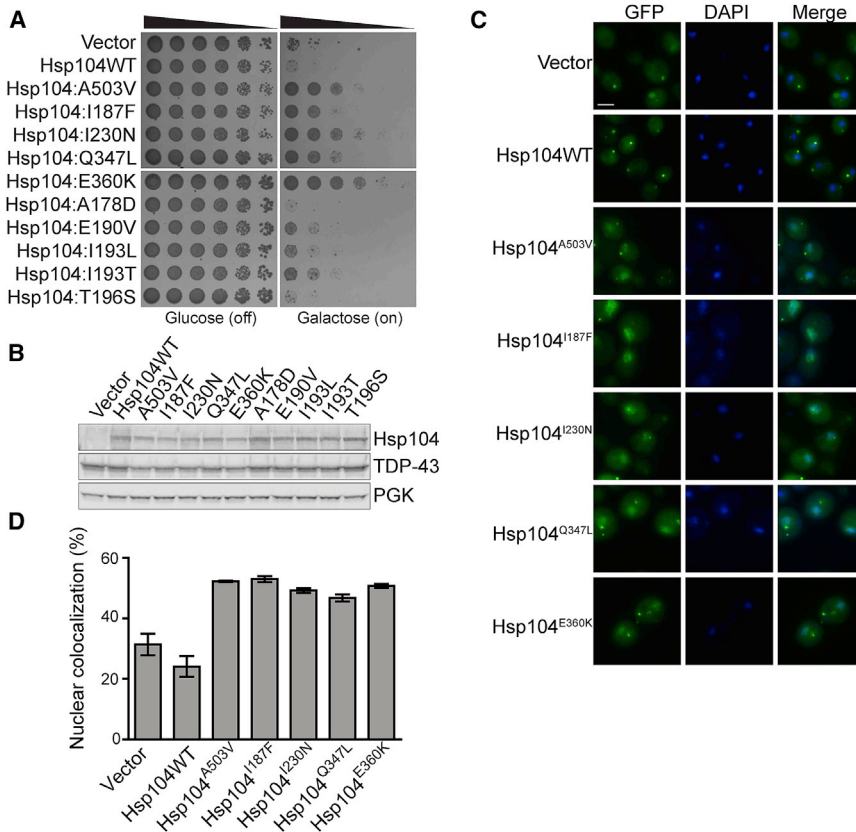 A
Vector
Hsp104WT
Hsp104:A503V
Hsp104:I187F
Hsp104:I230N
Hsp104:Q347L
Hsp104:E360K
Hsp104:A178D
Hsp104:E190V
Hsp104:I193L
Hsp104:I193T
Hsp104:T196S
Glucose (off)
Galactose (on)
B
Vector
Hsp104WT
A503V
I187F
I230N
Q347L
E360K
A178D
E190V
I193L
I193T
T196S
Hsp104
TDP-43
PGK
C
GFP
DAPI
Merge
Vector
Hsp104WT
Hsp104A503V
Hsp104I187F
Hsp104I230N
Hsp104Q347L
Hsp104E360K
D
Nuclear colocalization (%)
60
40
20
0
Vector
Hsp104WT
Hsp104A503V
Hsp104I187F
Hsp104I230N
Hsp104Q347L
Hsp104E360K